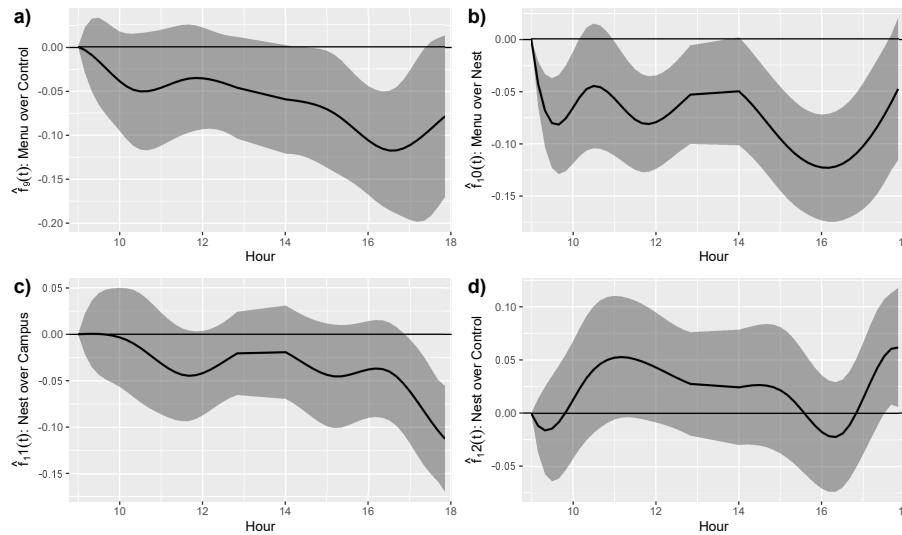 a)
f̂₉(t): Menu over Control
0.00
-0.05
-0.10
-0.15
-0.20
10 12 14 16 18
Hour
b)
f̂₁0(t): Menu over Nest
0.00
-0.05
-0.10
-0.15
10 12 14 16 18
Hour
c)
f̂₁1(t): Nest over Campus
0.05
0.00
-0.05
-0.10
-0.15
10 12 14 16 18
Hour
d)
f̂₁2(t): Nest over Control
0.10
0.05
0.00
-0.05
10 12 14 16 18
Hour